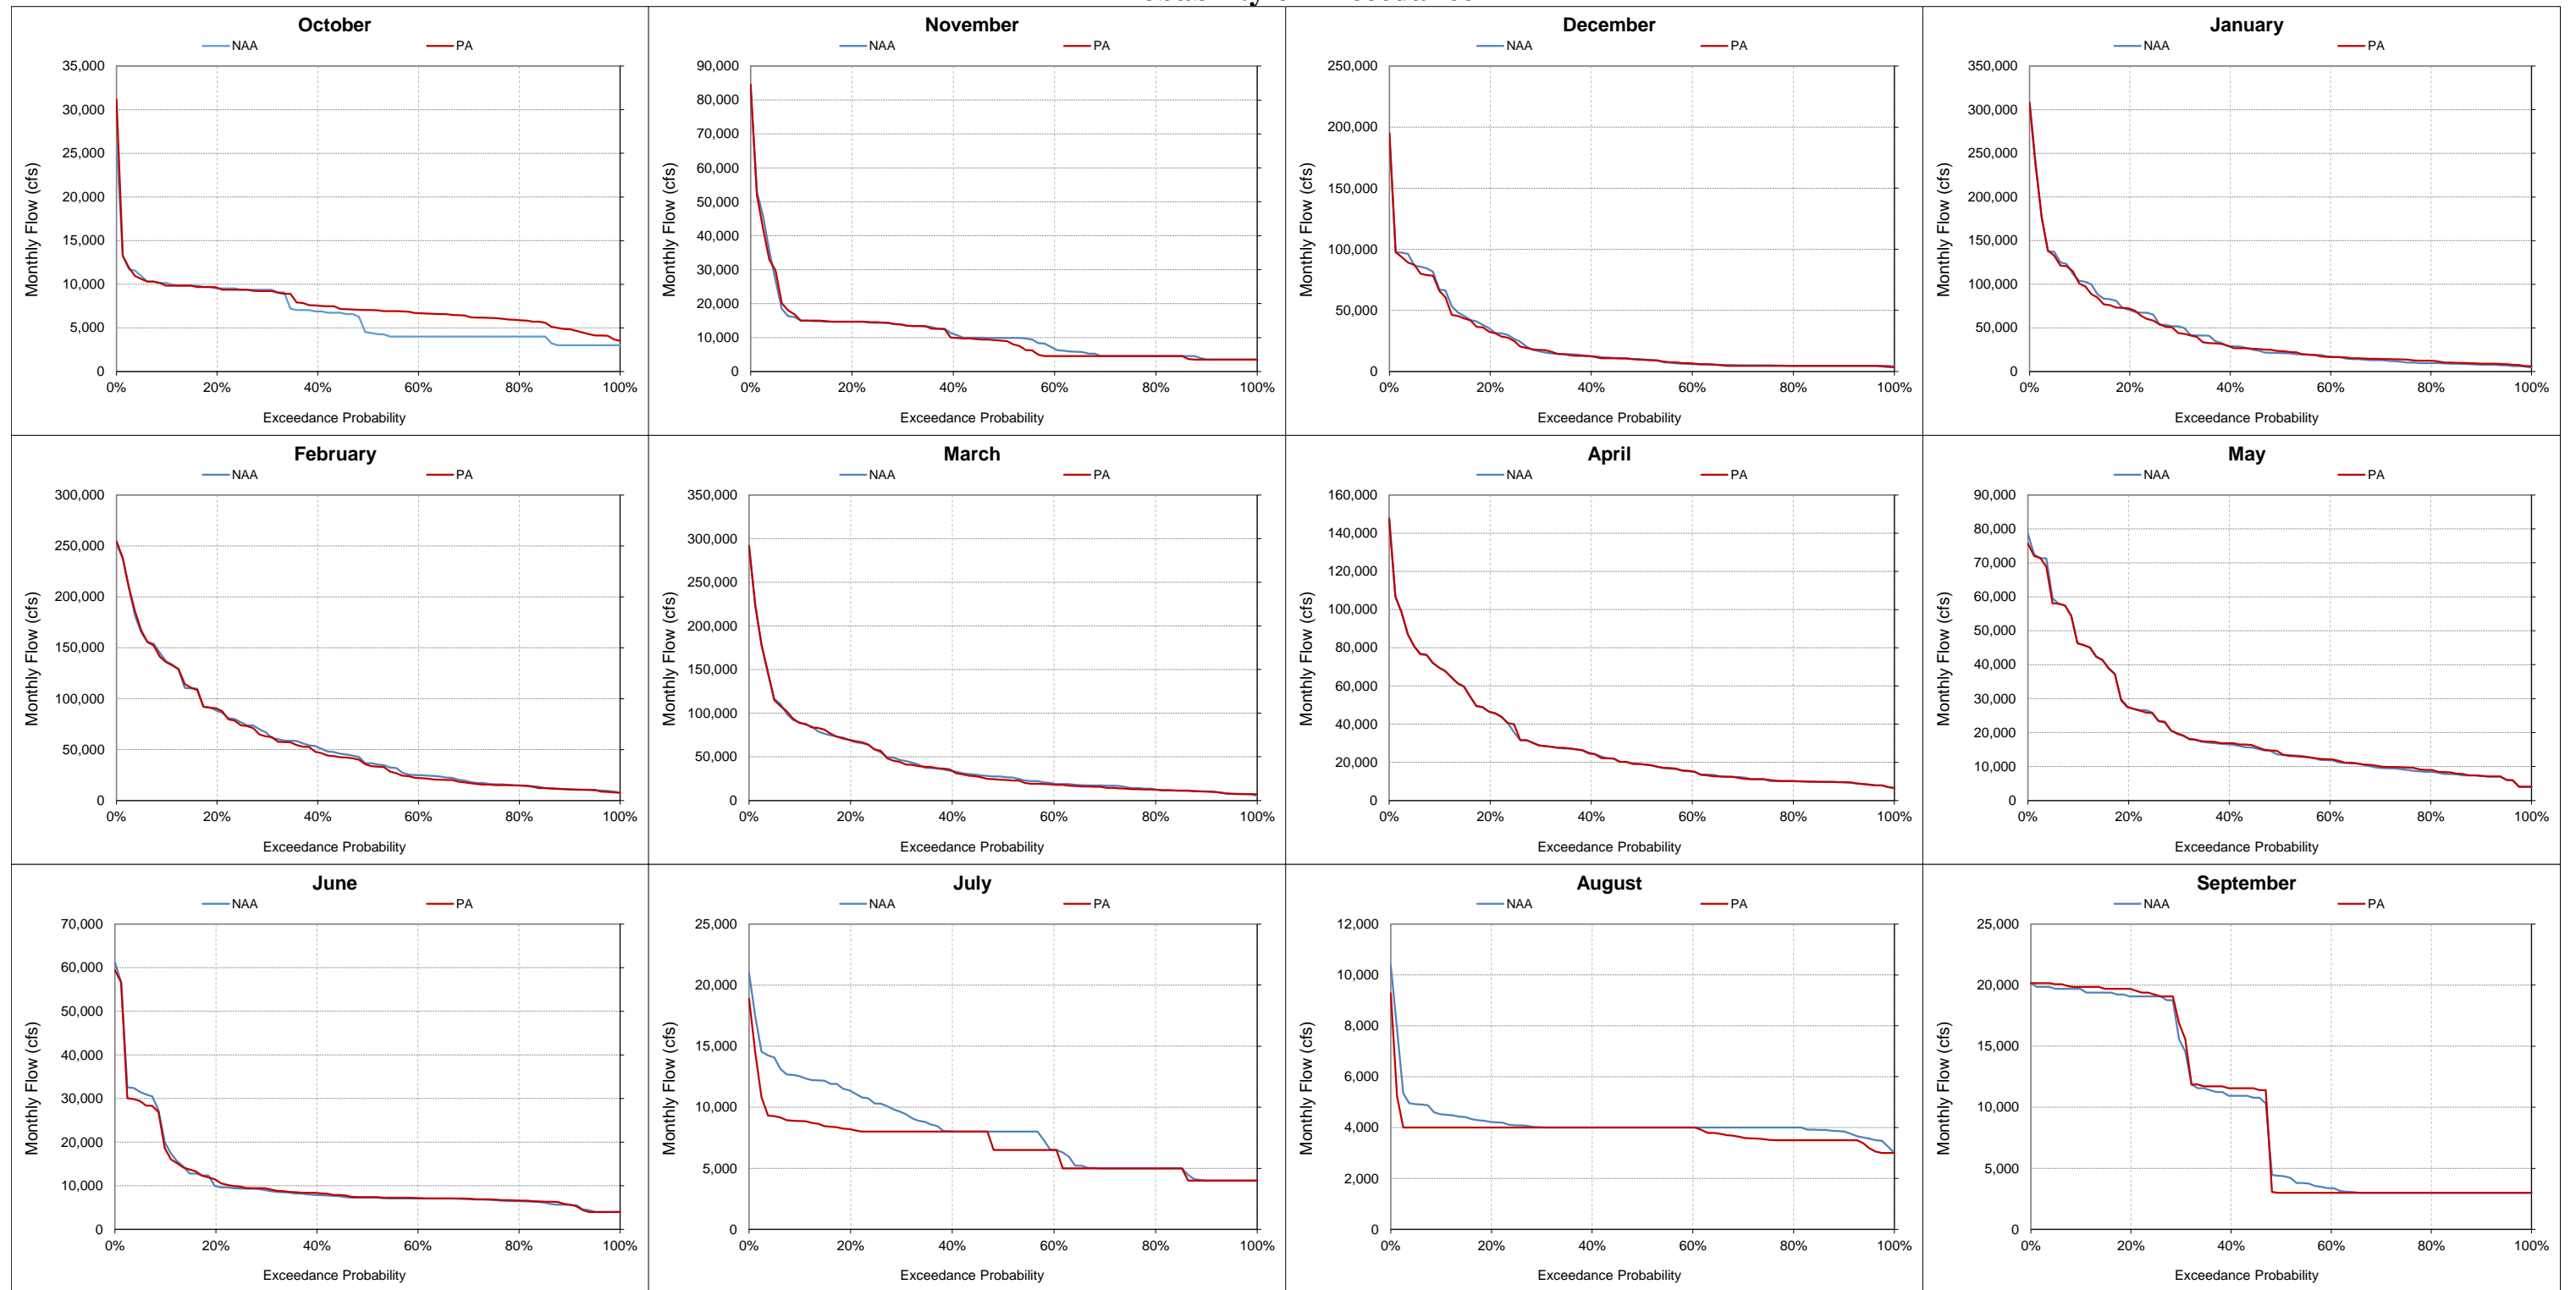 October
NAA PA
35,000
30,000
25,000
20,000
15,000
10,000
5,000
0
Monthly Flow (cfs)
0% 20% 40% 60% 80% 100%
Exceedance Probability
November
NAA PA
90,000
80,000
70,000
60,000
50,000
40,000
30,000
20,000
10,000
0
Monthly Flow (cfs)
0% 20% 40% 60% 80% 100%
Exceedance Probability
December
NAA PA
250,000
200,000
150,000
100,000
50,000
0
Monthly Flow (cfs)
0% 20% 40% 60% 80% 100%
Exceedance Probability
January
NAA PA
350,000
300,000
250,000
200,000
150,000
100,000
50,000
0
Monthly Flow (cfs)
0% 20% 40% 60% 80% 100%
Exceedance Probability
February
NAA PA
300,000
250,000
200,000
150,000
100,000
50,000
0
Monthly Flow (cfs)
0% 20% 40% 60% 80% 100%
Exceedance Probability
March
NAA PA
350,000
300,000
250,000
200,000
150,000
100,000
50,000
0
Monthly Flow (cfs)
0% 20% 40% 60% 80% 100%
Exceedance Probability
April
NAA PA
160,000
140,000
120,000
100,000
80,000
60,000
40,000
20,000
0
Monthly Flow (cfs)
0% 20% 40% 60% 80% 100%
Exceedance Probability
May
NAA PA
90,000
80,000
70,000
60,000
50,000
40,000
30,000
20,000
10,000
0
Monthly Flow (cfs)
0% 20% 40% 60% 80% 100%
Exceedance Probability
June
NAA PA
70,000
60,000
50,000
40,000
30,000
20,000
10,000
0
Monthly Flow (cfs)
0% 20% 40% 60% 80% 100%
Exceedance Probability
July
NAA PA
25,000
20,000
15,000
10,000
5,000
0
Monthly Flow (cfs)
0% 20% 40% 60% 80% 100%
Exceedance Probability
August
NAA PA
12,000
10,000
8,000
6,000
4,000
2,000
0
Monthly Flow (cfs)
0% 20% 40% 60% 80% 100%
Exceedance Probability
September
NAA PA
25,000
20,000
15,000
10,000
5,000
0
Monthly Flow (cfs)
0% 20% 40% 60% 80% 100%
Exceedance Probability